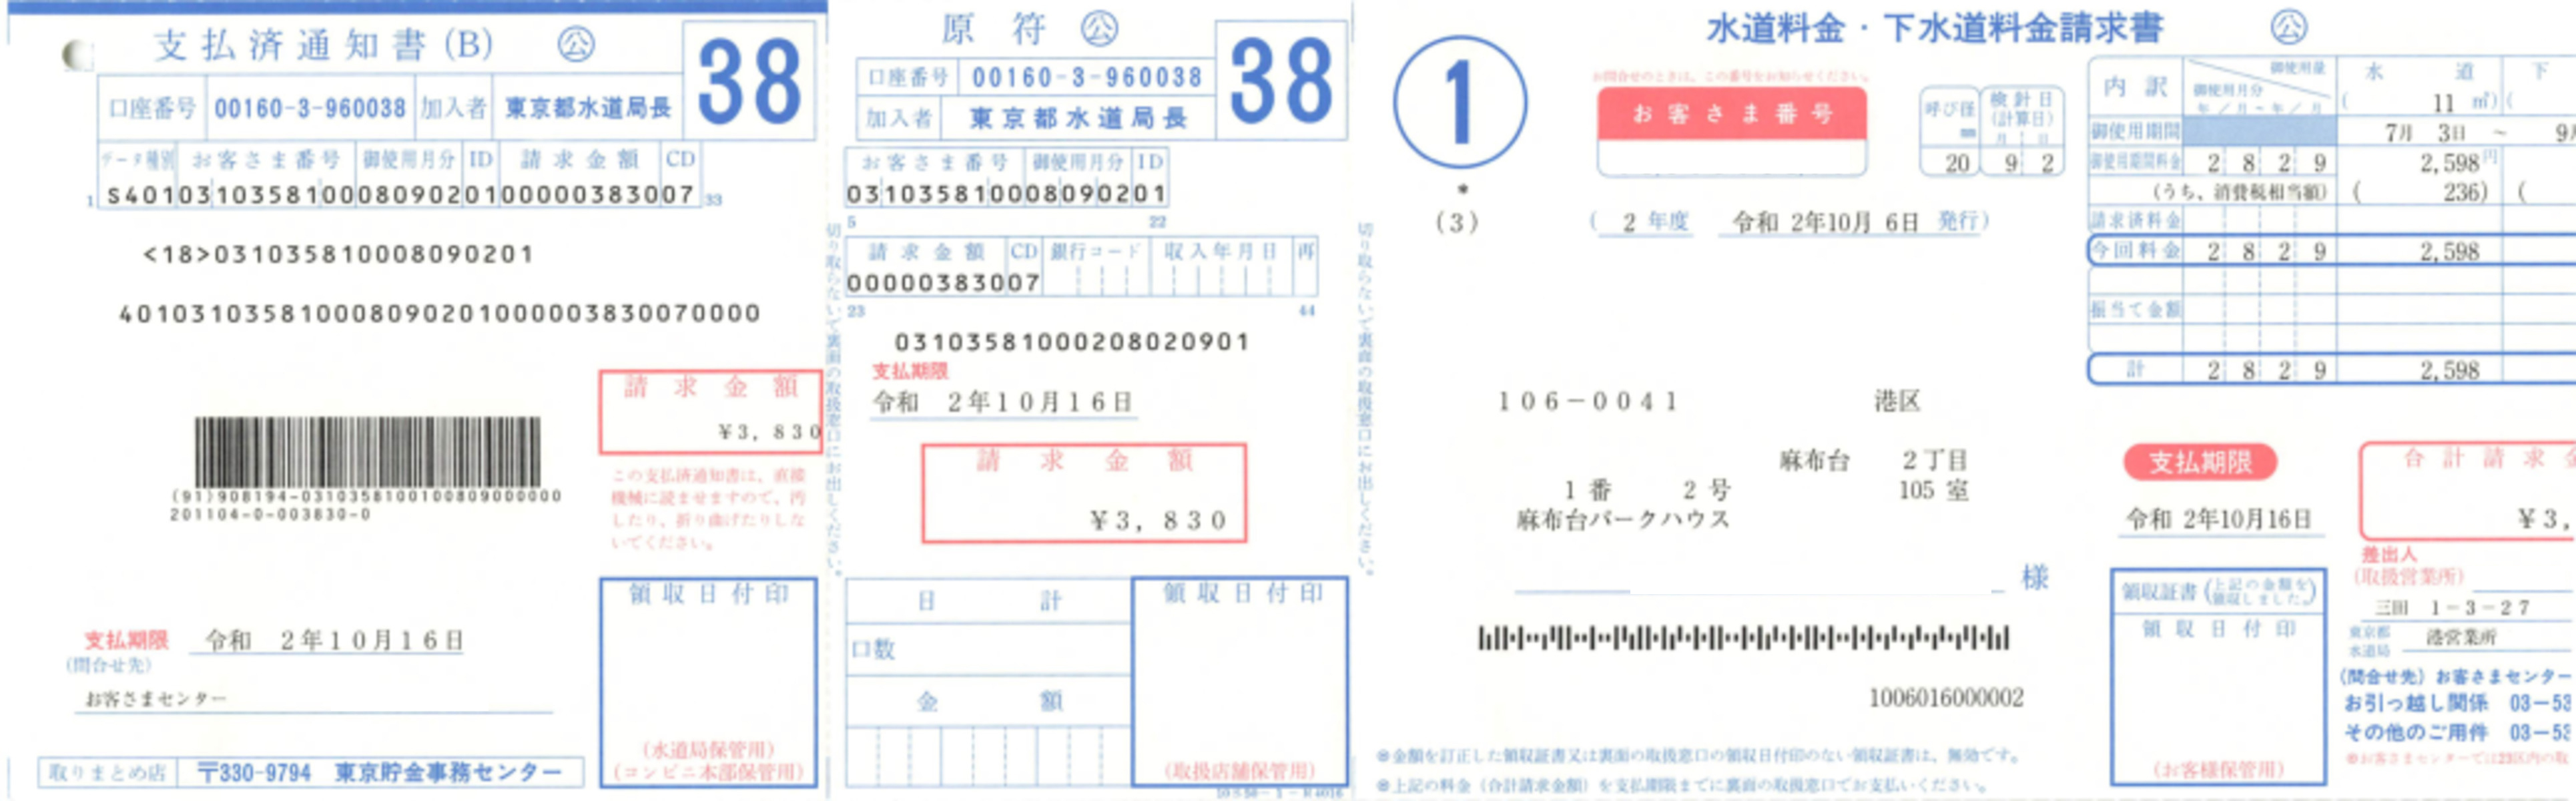 支払済通知書(B) 公
38
口座番号 00160-3-960038 加入者 東京都水道局長
データ種別 お客さま番号 御使用月分 ID 請求金額 CD
1 S40103103581000809020100000383007 33
<18>031035810008090201
401031035810008090201000003830070000
請求金額
¥3,830
(91)908194-0310358100100809000000
201104-0-003830-0
この支払済通知書は、直接
機械に読ませますので、汚
したり、折り曲げたりしな
いでください。
領収日付印
支払期限 令和 2年10月16日
(問合せ先)
お客さまセンター
(水道局保管用)
(コンビニ本部保管用)
取りまとめ店 〒330-9794 東京貯金事務センター
切り取らないで裏面の取扱窓口にお出しください。
原符 公
38
口座番号 00160-3-960038
加入者 東京都水道局長
お客さま番号 御使用月分 ID
031035810008090201
5 22
請求金額 CD 銀行コード 収入年月日 再
00000383007
23 44
03103581000208020901
支払期限
令和 2年10月16日
請求金額
¥3,830
日計
口数
金額
領収日付印
(取扱店舗保管用)
切り取らないで裏面の取扱窓口にお出しください。
水道料金・下水道料金請求書 公
1
*
(3)
お問合せのときは、この番号をお知らせください。
お客さま番号
呼び径 mm 検針日(計算日) 月 日
20 9 2
(2 年度 令和 2年10月 6日 発行)
106-0041 港区
麻布台 2丁目
1番 2号 105 室
麻布台パークハウス
様
1006016000002
※金額を訂正した領収証書又は裏面の取扱窓口の領収日付印のない領収証書は、無効です。
※上記の料金(合計請求金額)を支払期限までに裏面の取扱窓口でお支払いください。
内訳 御使用量 水道 下
御使用月分 年/月~年/月 ( 11 ㎥) (
御使用期間 7月 3日 ~ 9月
御使用期間料金 2 8 2 9 2,598円
(うち、消費税相当額) ( 236) (
請求済料金
今回料金 2 8 2 9 2,598
振当て金額
計 2 8 2 9 2,598
支払期限
令和 2年10月16日
合計請求金
¥3,
領収証書(上記の金額を領収しました。)
領収日付印
(お客様保管用)
差出人
(取扱営業所)
三田 1-3-27
東京都水道局 港営業所
(問合せ先) お客さまセンター
お引っ越し関係 03-53
その他のご用件 03-53
※お客さまセンターでは23区内の取